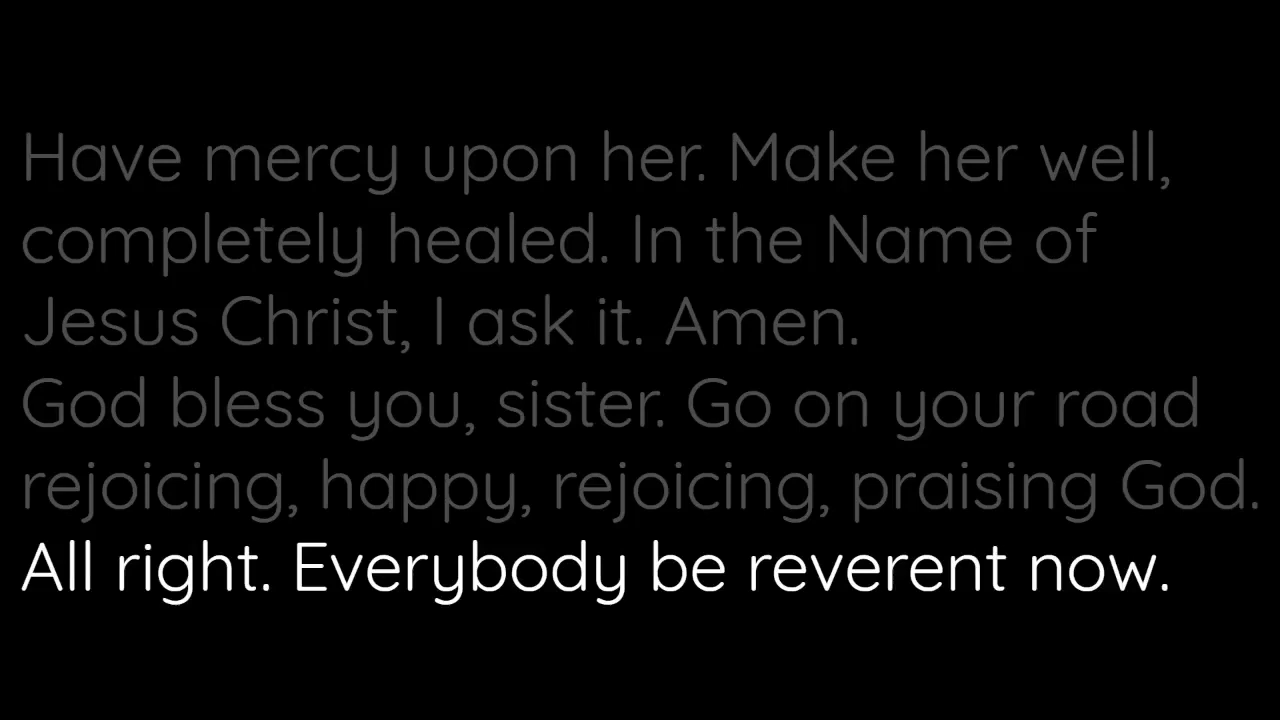 Have mercy upon her. Make her well,
completely healed. In the Name of
Jesus Christ, I ask it. Amen.
God bless you, sister. Go on your road
rejoicing, happy, rejoicing, praising God.
All right. Everybody be reverent now.